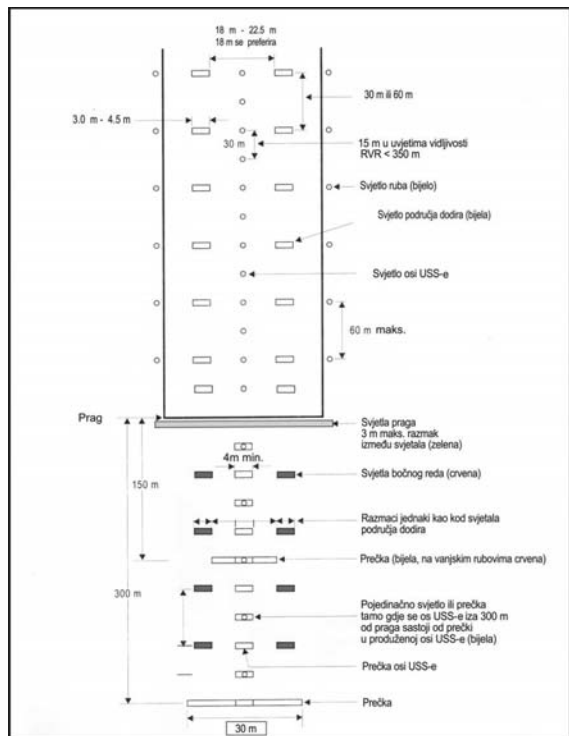 18 m - 22.5 m
18 m se preferira
30 m ili 60 m
3.0 m - 4.5 m
30 m
15 m u uvjetima vidljivosti
RVR < 350 m
Svjetlo ruba (bijelo)
Svjetlo područja dodira (bijela)
Svjetlo osi USS-e
60 m maks.
Prag
Svjetla praga
3 m maks. razmak
između svjetala (zelena)
4m min.
Svjetla bočnog reda (crvena)
150 m
Razmaci jednaki kao kod svjetala
područja dodira
Prečka (bijela, na vanjskim rubovima crvena)
300 m
Pojedinačno svjetlo ili prečka
tamo gdje se os USS-e iza 300 m
od praga sastoji od prečki
u produženoj osi USS-e (bijela)
Prečka osi USS-e
Prečka
30 m